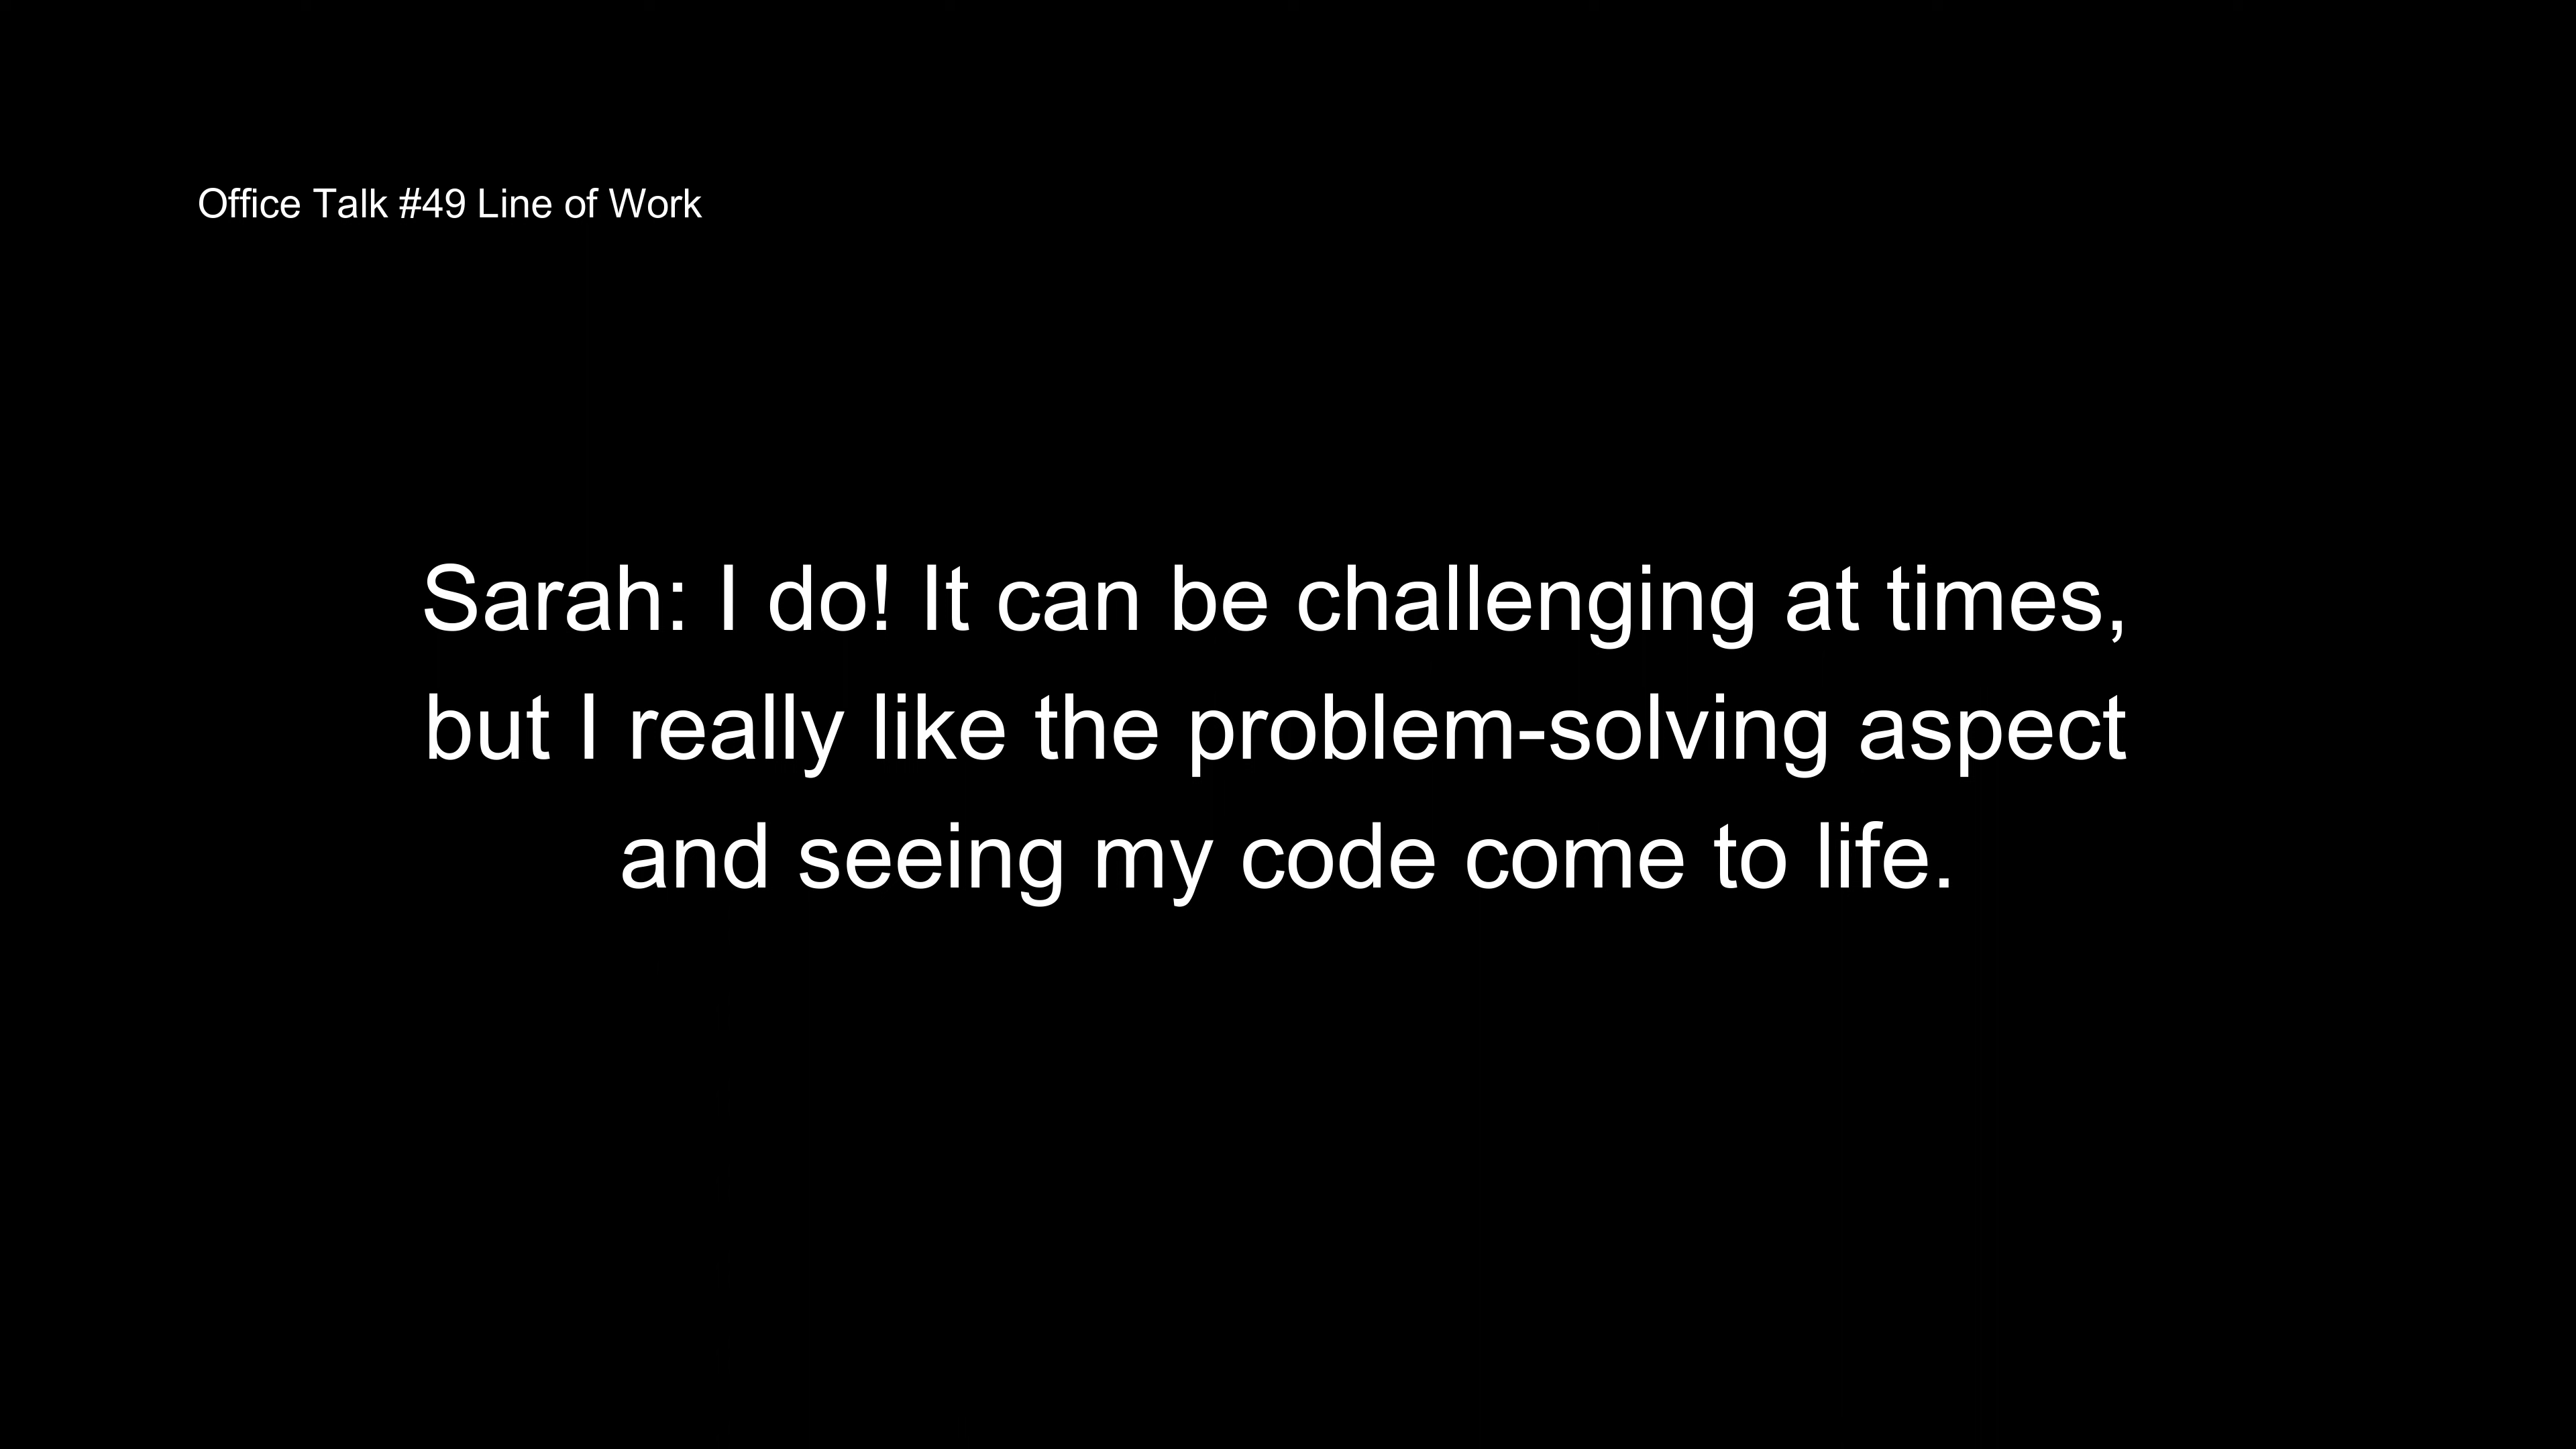 Office Talk #49 Line of Work
Sarah: I do! It can be challenging at times,
but I really like the problem-solving aspect
and seeing my code come to life.